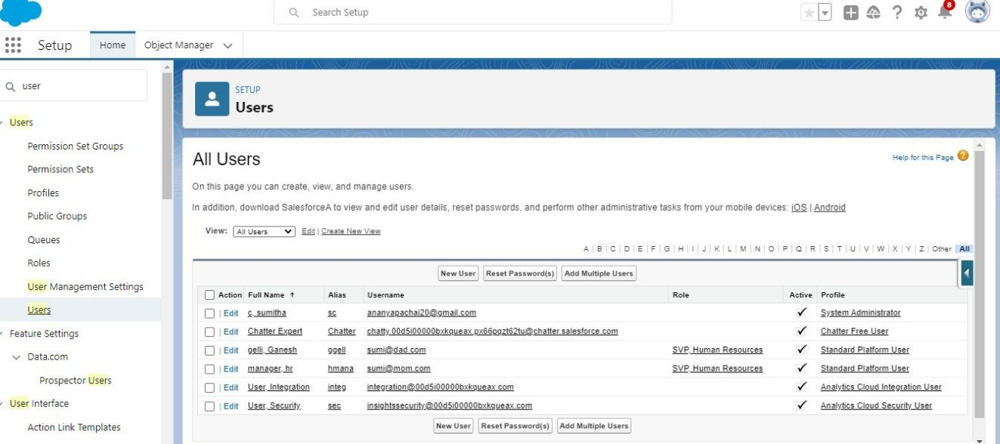 Search Setup
8
Setup Home Object Manager
user
Users
Permission Set Groups
Permission Sets
Profiles
Public Groups
Queues
Roles
User Management Settings
Users
Feature Settings
Data.com
Prospector Users
User Interface
Action Link Templates
SETUP
Users
All Users
Help for this Page ?
On this page you can create, view, and manage users.
In addition, download SalesforceA to view and edit user details, reset passwords, and perform other administrative tasks from your mobile devices: iOS | Android
View: All Users Edit | Create New View
A | B | C | D | E | F | G | H | I | J | K | L | M | N | O | P | Q | R | S | T | U | V | W | X | Y | Z | Other All
New User Reset Password(s) Add Multiple Users
Action Full Name ↑ Alias Username Role Active Profile
| Edit c, sumitha sc ananyapachai20@gmail.com ✓ System Administrator
| Edit Chatter Expert Chatter chatty.00d5i00000bxkqueax.px66pqzt62tu@chatter.salesforce.com ✓ Chatter Free User
| Edit gelli, Ganesh ggell sumi@dad.com SVP, Human Resources ✓ Standard Platform User
| Edit manager, hr hmana sumi@mom.com SVP, Human Resources ✓ Standard Platform User
| Edit User, Integration integ integration@00d5i00000bxkqueax.com ✓ Analytics Cloud Integration User
| Edit User, Security sec insightssecurity@00d5i00000bxkqueax.com ✓ Analytics Cloud Security User
New User Reset Password(s) Add Multiple Users